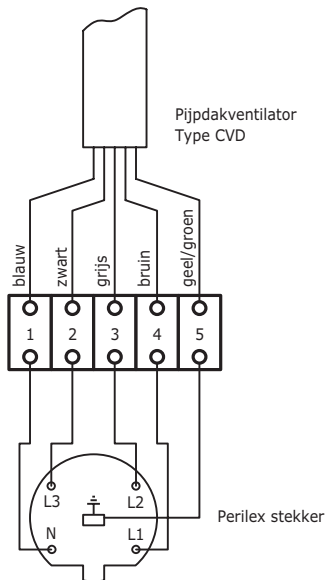 Pijpdakventilator
Type CVD
blauw
zwart
grijs
bruin
geel/groen
1 2 3 4 5
L3 L2
N L1
Perilex stekker